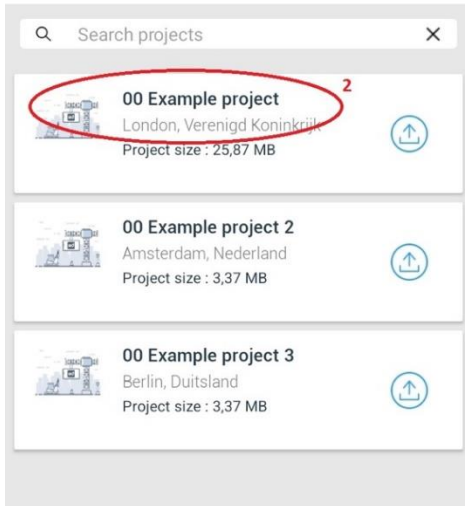 Search projects
2
00 Example project
London, Verenigd Koninkrijk
Project size : 25,87 MB
00 Example project 2
Amsterdam, Nederland
Project size : 3,37 MB
00 Example project 3
Berlin, Duitsland
Project size : 3,37 MB